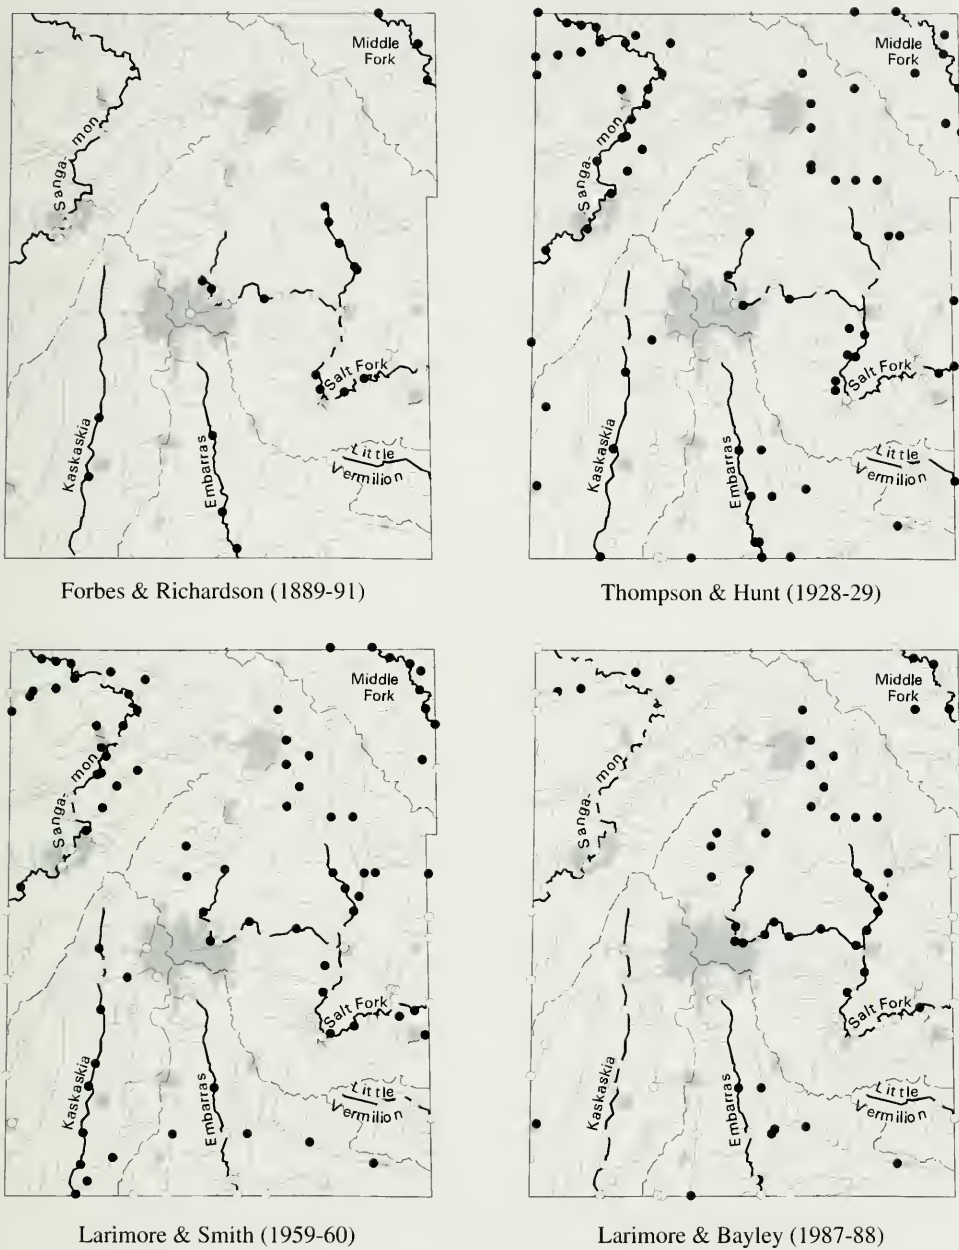 Middle
Fork
Sanga-
mon
Salt Fork
Kaskaskia
Embarras
Little
Vermilion
Forbes & Richardson (1889-91)
Middle
Fork
Sanga-
mon
Salt Fork
Kaskaskia
Embarras
Little
Vermilion
Thompson & Hunt (1928-29)
Middle
Fork
Sanga-
mon
Salt Fork
Kaskaskia
Embarras
Little
Vermilion
Larimore & Smith (1959-60)
Middle
Fork
Sanga-
mon
Salt Fork
Kaskaskia
Embarras
Little
Vermilion
Larimore & Bayley (1987-88)